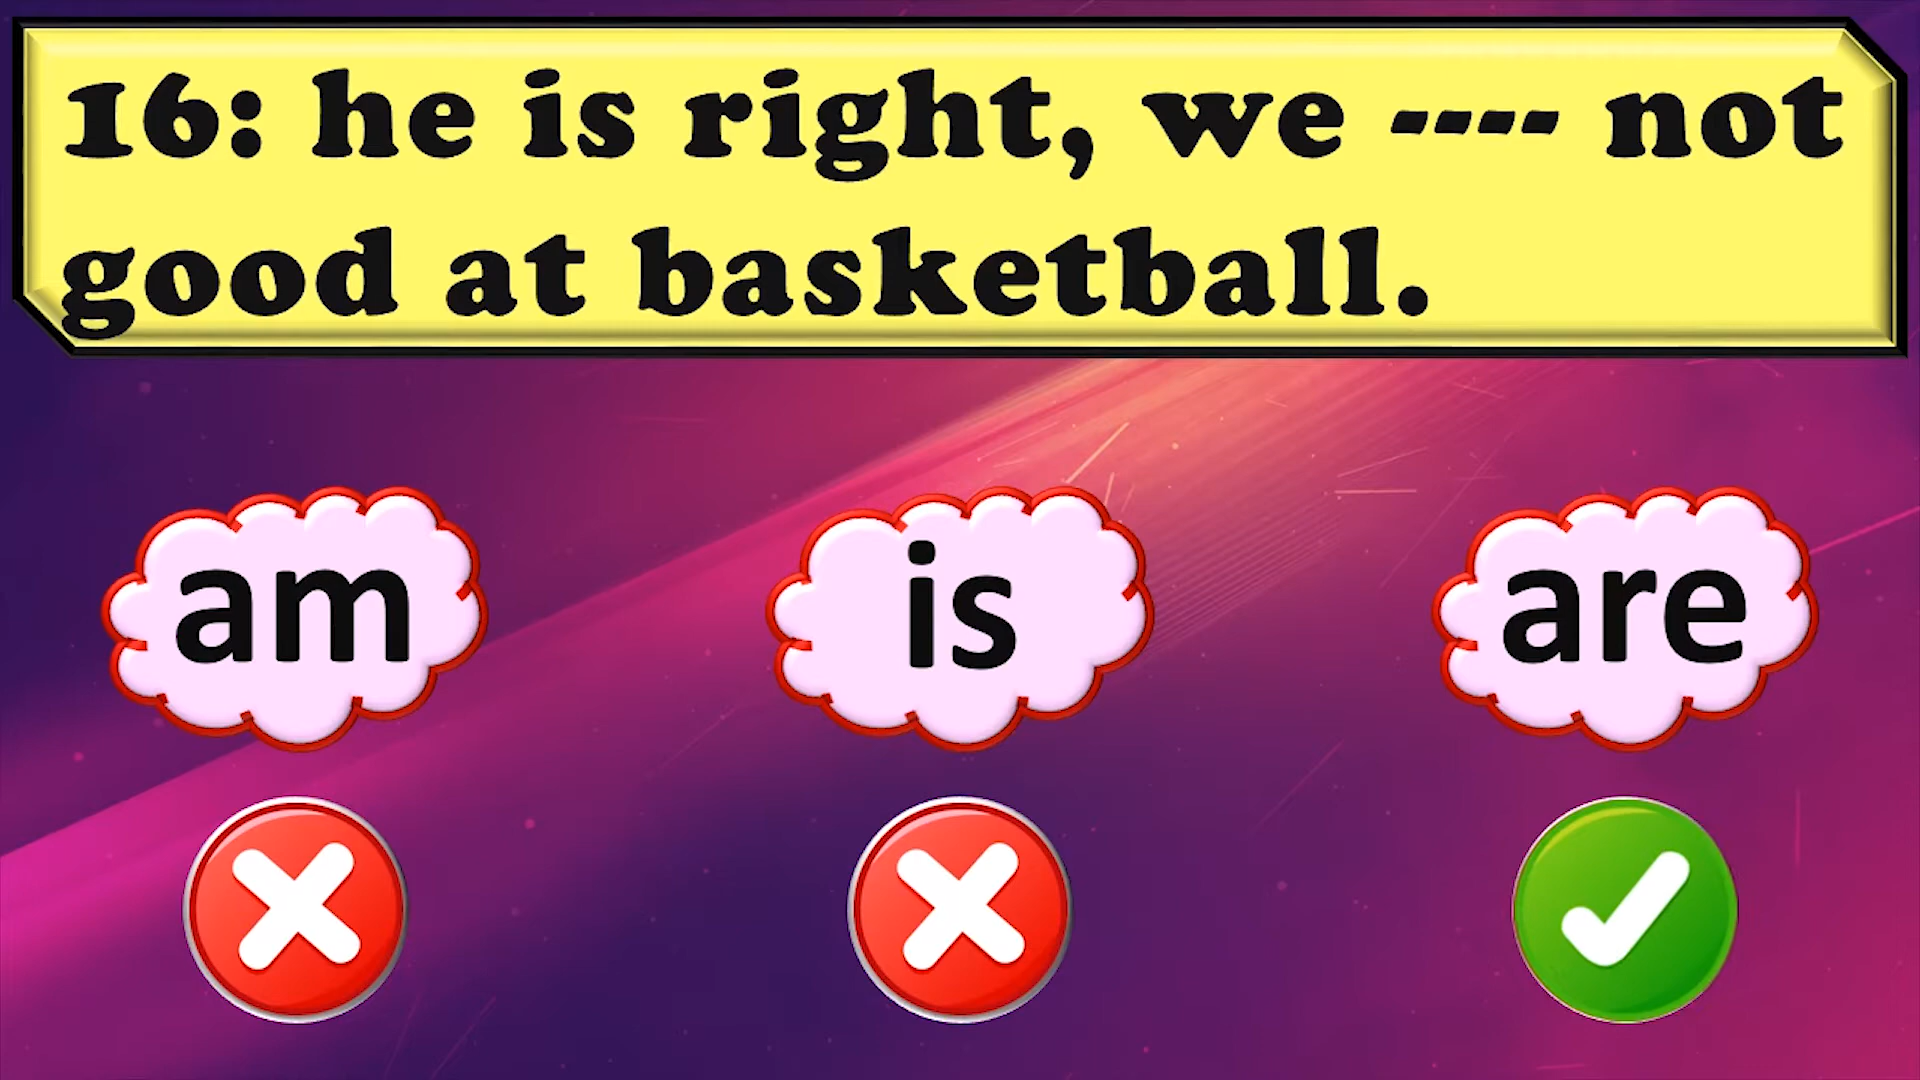 16: he is right, we ---- not
good at basketball.
am
is
are